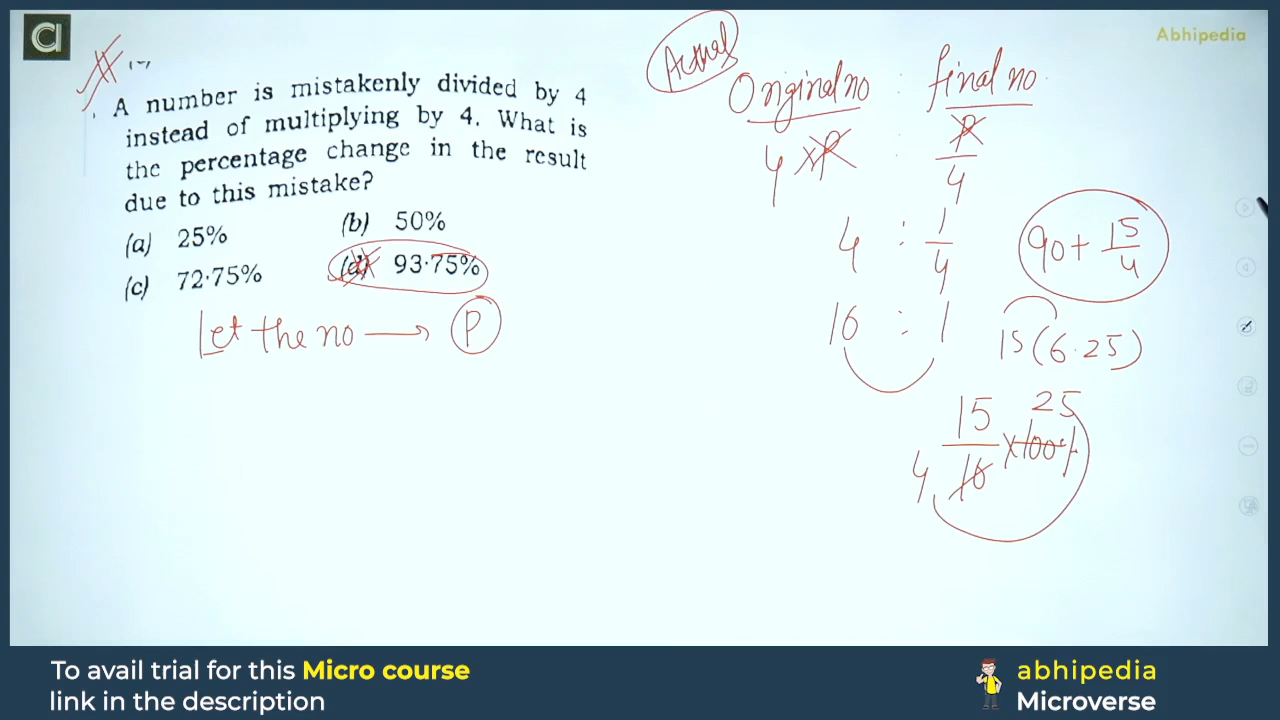 Abhipedia
A number is mistakenly divided by 4
instead of multiplying by 4. What is
the percentage change in the result
due to this mistake?
(a) 25% (b) 50%
(c) 72·75% (d) 93·75%
Let the no → P
Actual
Original no : final no
4 × P : P/4
4 : 1/4
16 : 1
90 + 15/4
15 (6.25)
15/16 × 100%
4 25
To avail trial for this Micro course
link in the description
abhipedia
Microverse